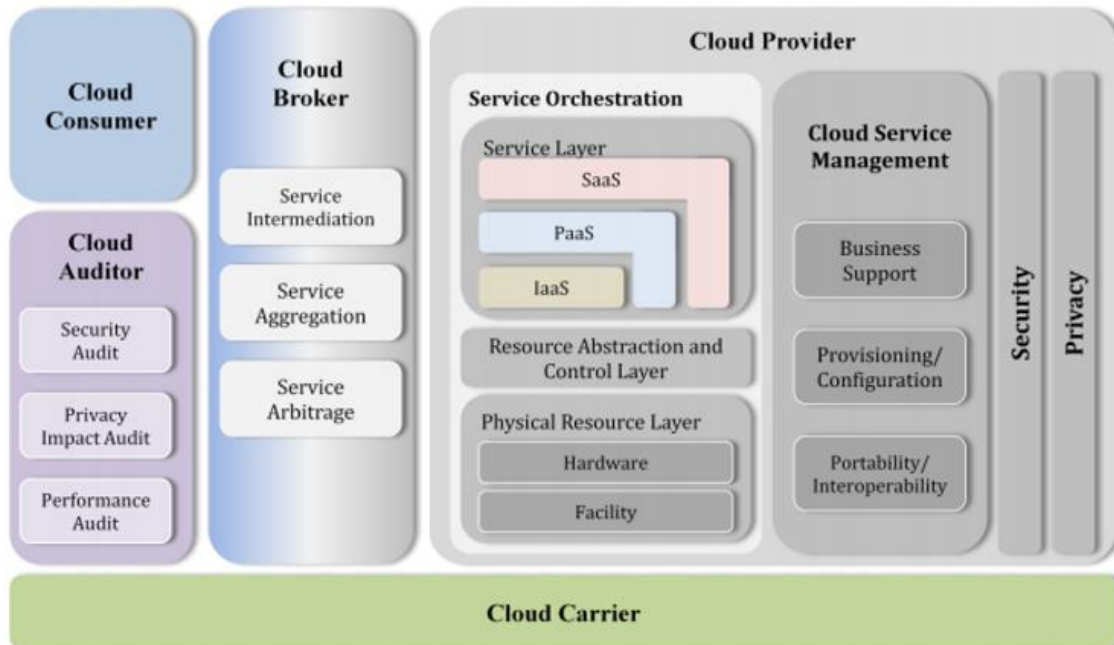 Cloud
Consumer
Cloud
Auditor
Security
Audit
Privacy
Impact Audit
Performance
Audit
Cloud
Broker
Service
Intermediation
Service
Aggregation
Service
Arbitrage
Cloud Provider
Service Orchestration
Service Layer
SaaS
PaaS
IaaS
Resource Abstraction and
Control Layer
Physical Resource Layer
Hardware
Facility
Cloud Service
Management
Business
Support
Provisioning/
Configuration
Portability/
Interoperability
Security
Privacy
Cloud Carrier